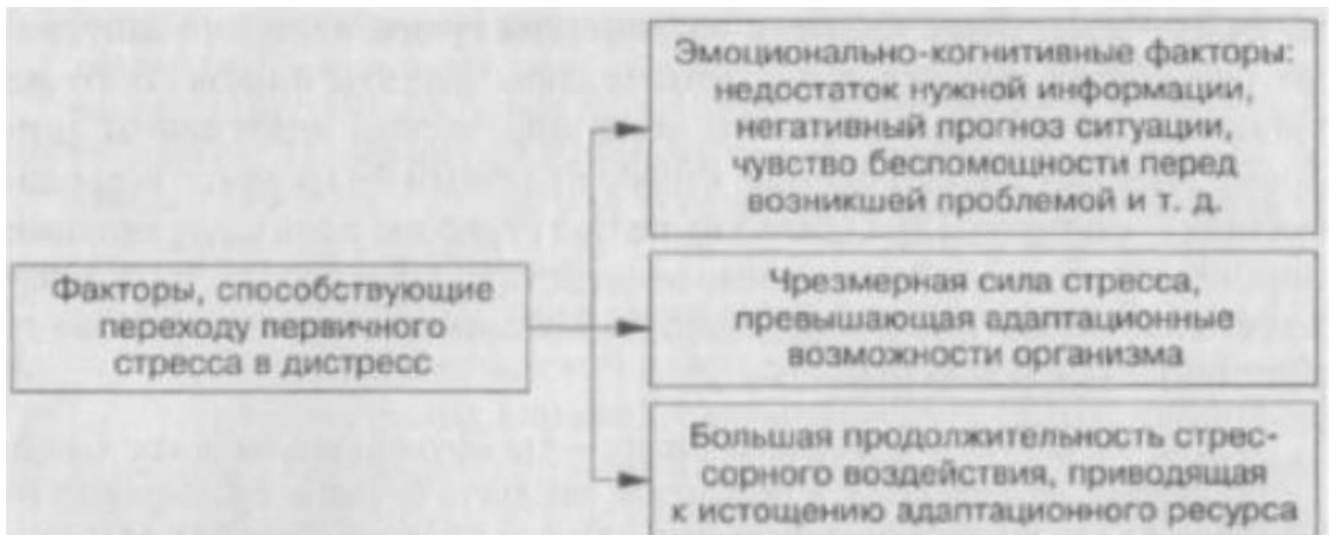 Эмоционально-когнитивные факторы:
недостаток нужной информации,
негативный прогноз ситуации,
чувство беспомощности перед
возникшей проблемой и т. д.
Факторы, способствующие
переходу первичного
стресса в дистресс
Чрезмерная сила стресса,
превышающая адаптационные
возможности организма
Большая продолжительность стрес-
сорного воздействия, приводящая
к истощению адаптационного ресурса